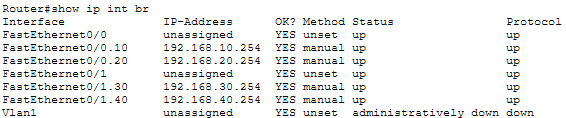 Router#show ip int br
Interface IP-Address OK? Method Status Protocol
FastEthernet0/0 unassigned YES unset up up
FastEthernet0/0.10 192.168.10.254 YES manual up up
FastEthernet0/0.20 192.168.20.254 YES manual up up
FastEthernet0/1 unassigned YES unset up up
FastEthernet0/1.30 192.168.30.254 YES manual up up
FastEthernet0/1.40 192.168.40.254 YES manual up up
Vlan1 unassigned YES unset administratively down down